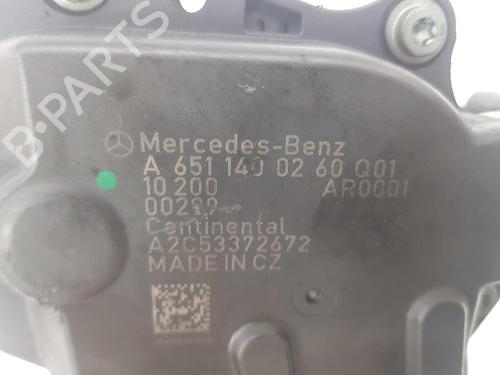 Mercedes-Benz
A 651 140 02 60 Q01
10 200 AR0001
Continental
A2C53372672
MADE IN CZ
B-PARTS